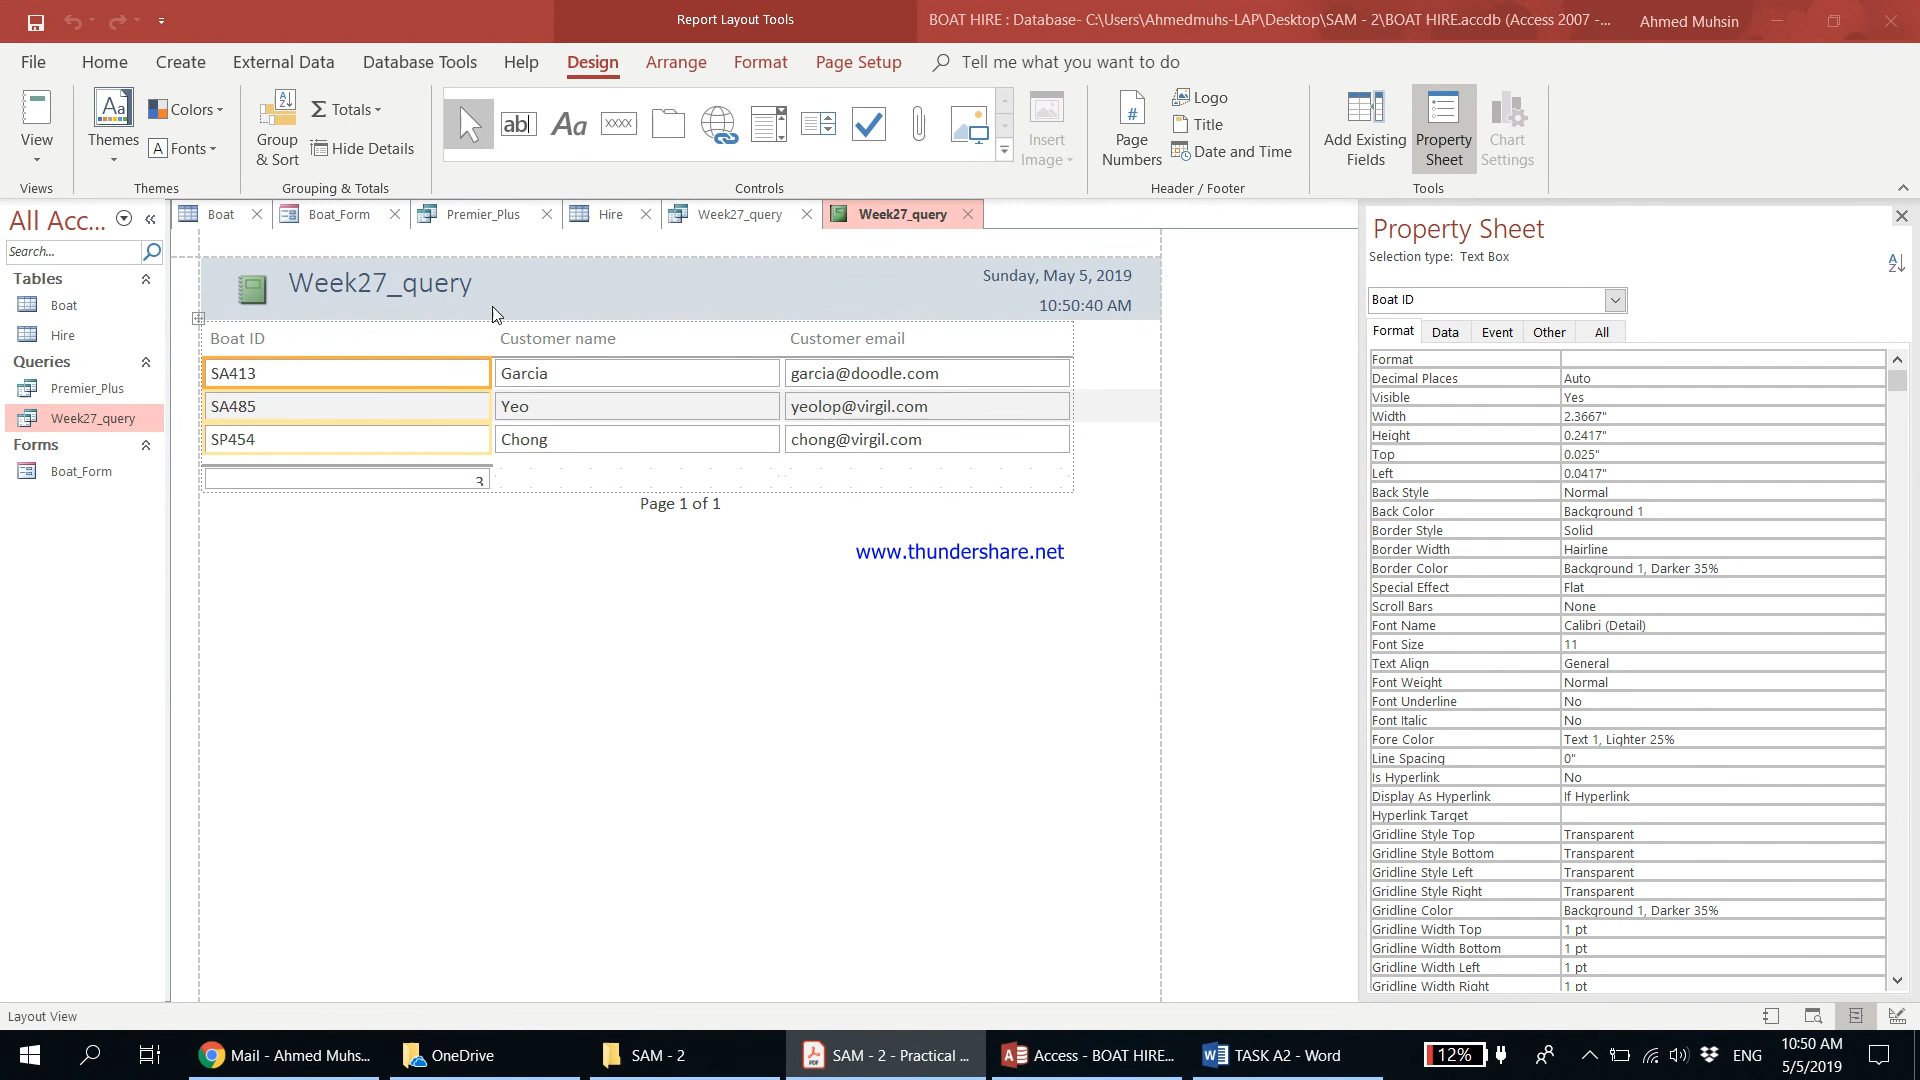 Report Layout Tools
BOAT HIRE : Database- C:\Users\Ahmedmuhs-LAP\Desktop\SAM - 2\BOAT HIRE.accdb (Access 2007 -...
Ahmed Muhsin
File Home Create External Data Database Tools Help Design Arrange Format Page Setup Tell me what you want to do
View
Views
Aa
Themes
Colors
A Fonts
Themes
Group & Sort
Σ Totals
Hide Details
Grouping & Totals
ab
Aa
XXXX
Controls
Insert Image
#
Page Numbers
Logo
Title
Date and Time
Header / Footer
Add Existing Fields
Property Sheet
Chart Settings
Tools
All Acc...
Search...
Tables
Boat
Hire
Queries
Premier_Plus
Week27_query
Forms
Boat_Form
Boat Boat_Form Premier_Plus Hire Week27_query Week27_query
Week27_query
Sunday, May 5, 2019
10:50:40 AM
Boat ID Customer name Customer email
SA413 Garcia garcia@doodle.com
SA485 Yeo yeolop@virgil.com
SP454 Chong chong@virgil.com
3
Page 1 of 1
www.thundershare.net
Property Sheet
Selection type: Text Box
Boat ID
Format Data Event Other All
Format
Decimal Places Auto
Visible Yes
Width 2.3667"
Height 0.2417"
Top 0.025"
Left 0.0417"
Back Style Normal
Back Color Background 1
Border Style Solid
Border Width Hairline
Border Color Background 1, Darker 35%
Special Effect Flat
Scroll Bars None
Font Name Calibri (Detail)
Font Size 11
Text Align General
Font Weight Normal
Font Underline No
Font Italic No
Fore Color Text 1, Lighter 25%
Line Spacing 0"
Is Hyperlink No
Display As Hyperlink If Hyperlink
Hyperlink Target
Gridline Style Top Transparent
Gridline Style Bottom Transparent
Gridline Style Left Transparent
Gridline Style Right Transparent
Gridline Color Background 1, Darker 35%
Gridline Width Top 1 pt
Gridline Width Bottom 1 pt
Gridline Width Left 1 pt
Gridline Width Right 1 pt
Layout View
Mail - Ahmed Muhs... OneDrive SAM - 2 SAM - 2 - Practical ... Access - BOAT HIRE... TASK A2 - Word
12%
ENG
10:50 AM
5/5/2019